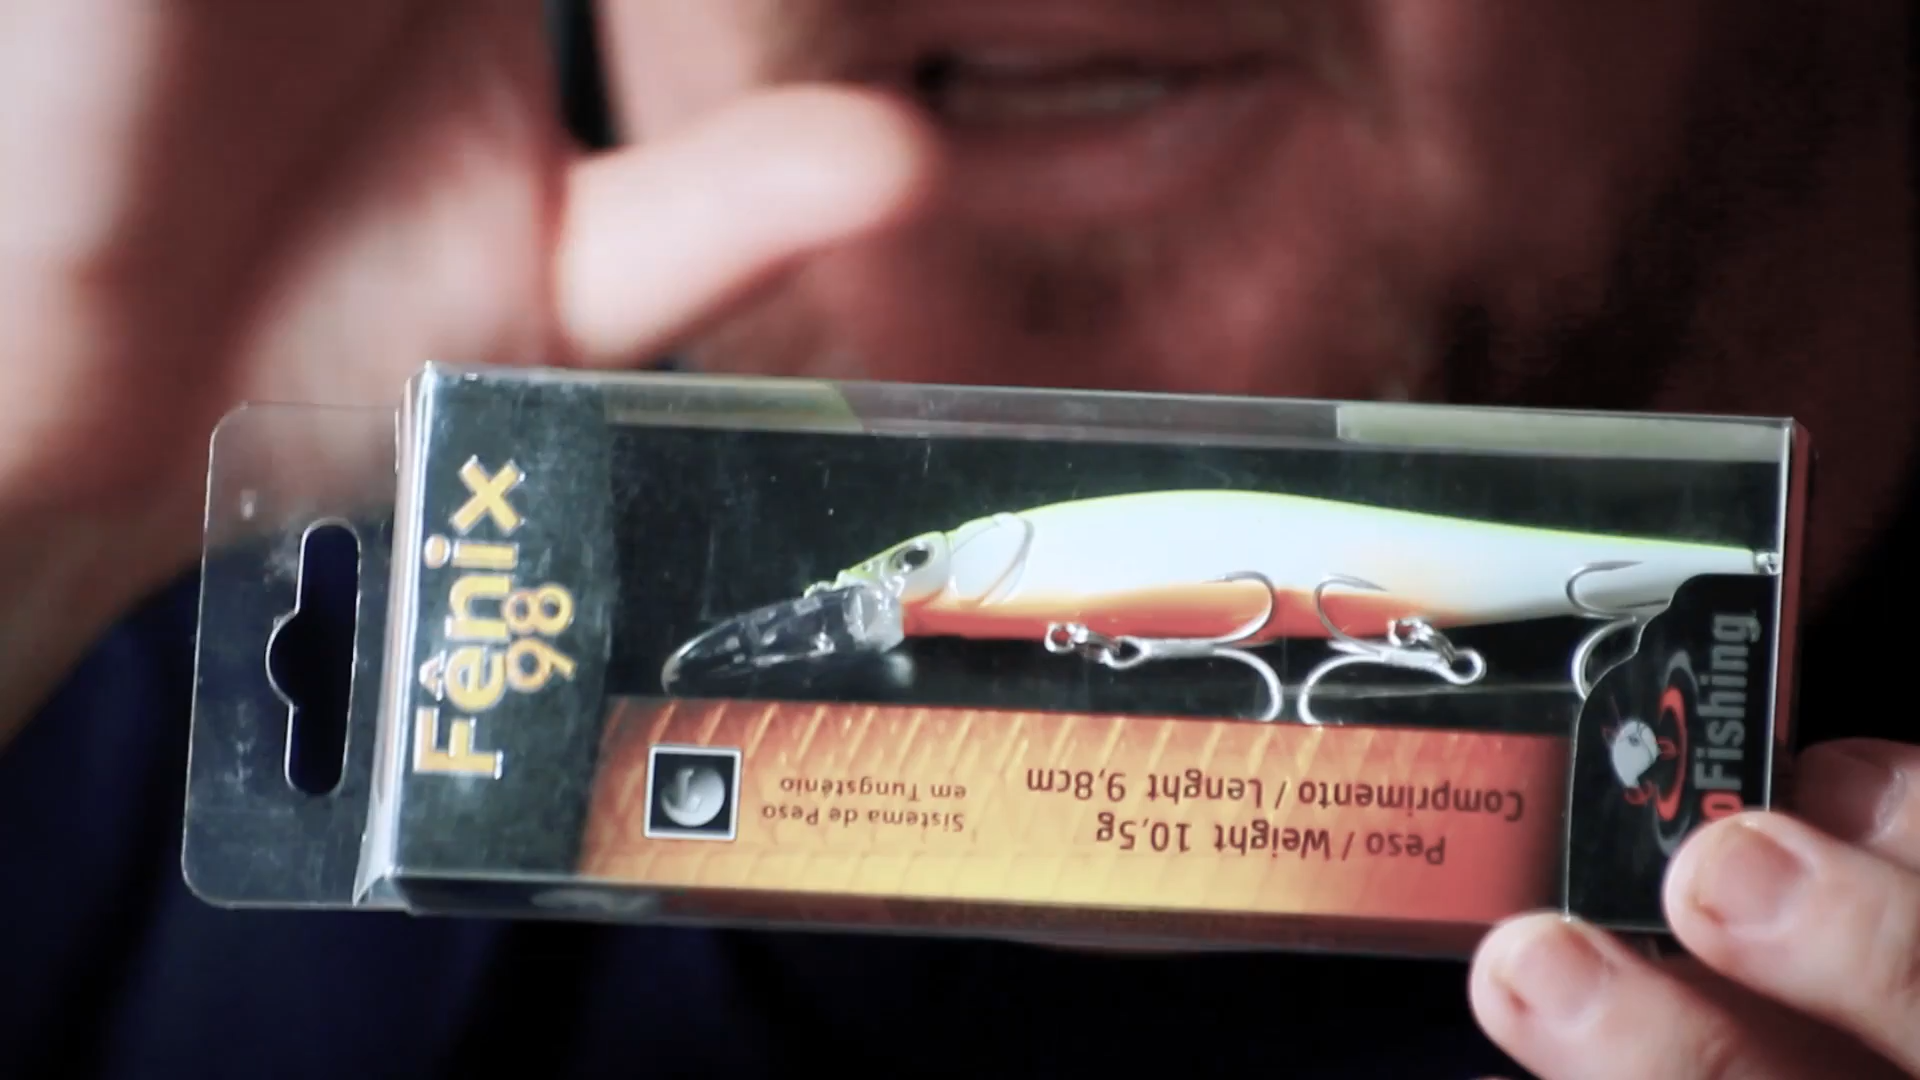 Fênix
98
Peso / Weight 10,5g
Comprimento / Lenght 9,8cm
Sistema de Peso
em Tungstênio
Fishing